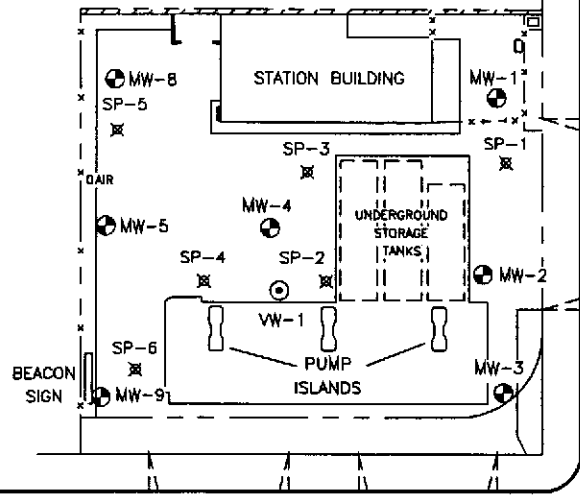 STATION BUILDING
MW-8
MW-1
SP-5
SP-3
SP-1
AIR
MW-4
UNDERGROUND
STORAGE
TANKS
MW-5
SP-4
SP-2
MW-2
VW-1
SP-6
PUMP
ISLANDS
MW-3
BEACON
SIGN
MW-9